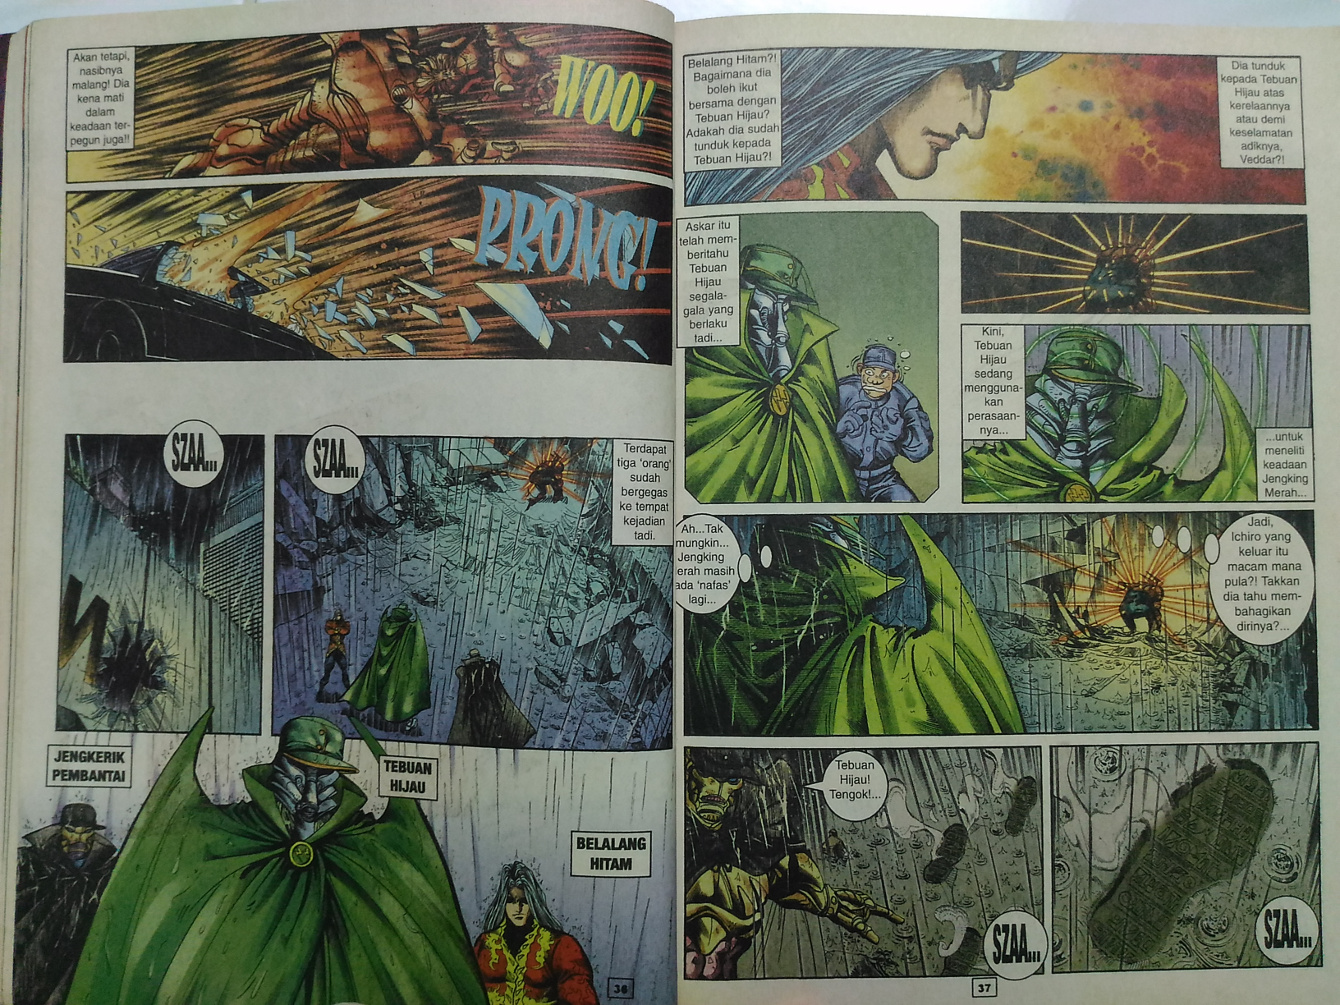 Akan tetapi,
nasibnya
malang! Dia
kena mati
dalam
keadaan ter-
pegun juga!!
WOO!
PRONG!
SZAA...
SZAA...
Terdapat
tiga 'orang'
sudah
bergegas
ke tempat
kejadian
tadi.
JENGKERIK
PEMBANTAI
TEBUAN
HIJAU
BELALANG
HITAM
36
Belalang Hitam?!
Bagaimana dia
boleh ikut
bersama dengan
Tebuan Hijau?
Adakah dia sudah
tunduk kepada
Tebuan Hijau?!
Dia tunduk
kepada Tebuan
Hijau atas
kerelaannya
atau demi
keselamatan
adiknya,
Veddar?!
Askar itu
telah mem-
beritahu
Tebuan
Hijau
segala-
gala yang
berlaku
tadi...
Kini,
Tebuan
Hijau
sedang
mengguna-
kan
perasaan-
nya...
...untuk
meneliti
keadaan
Jengking
Merah...
Ah...Tak
mungkin...
Jengking
erah masih
ada 'nafas'
lagi...
Jadi,
Ichiro yang
keluar itu
macam mana
pula?! Takkan
dia tahu mem-
bahagikan
dirinya?...
Tebuan
Hijau!
Tengok!...
SZAA...
SZAA...
37